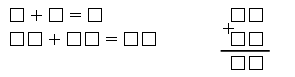 □ + □ = □
□□ + □□ = □□
□□
+
□□
□□